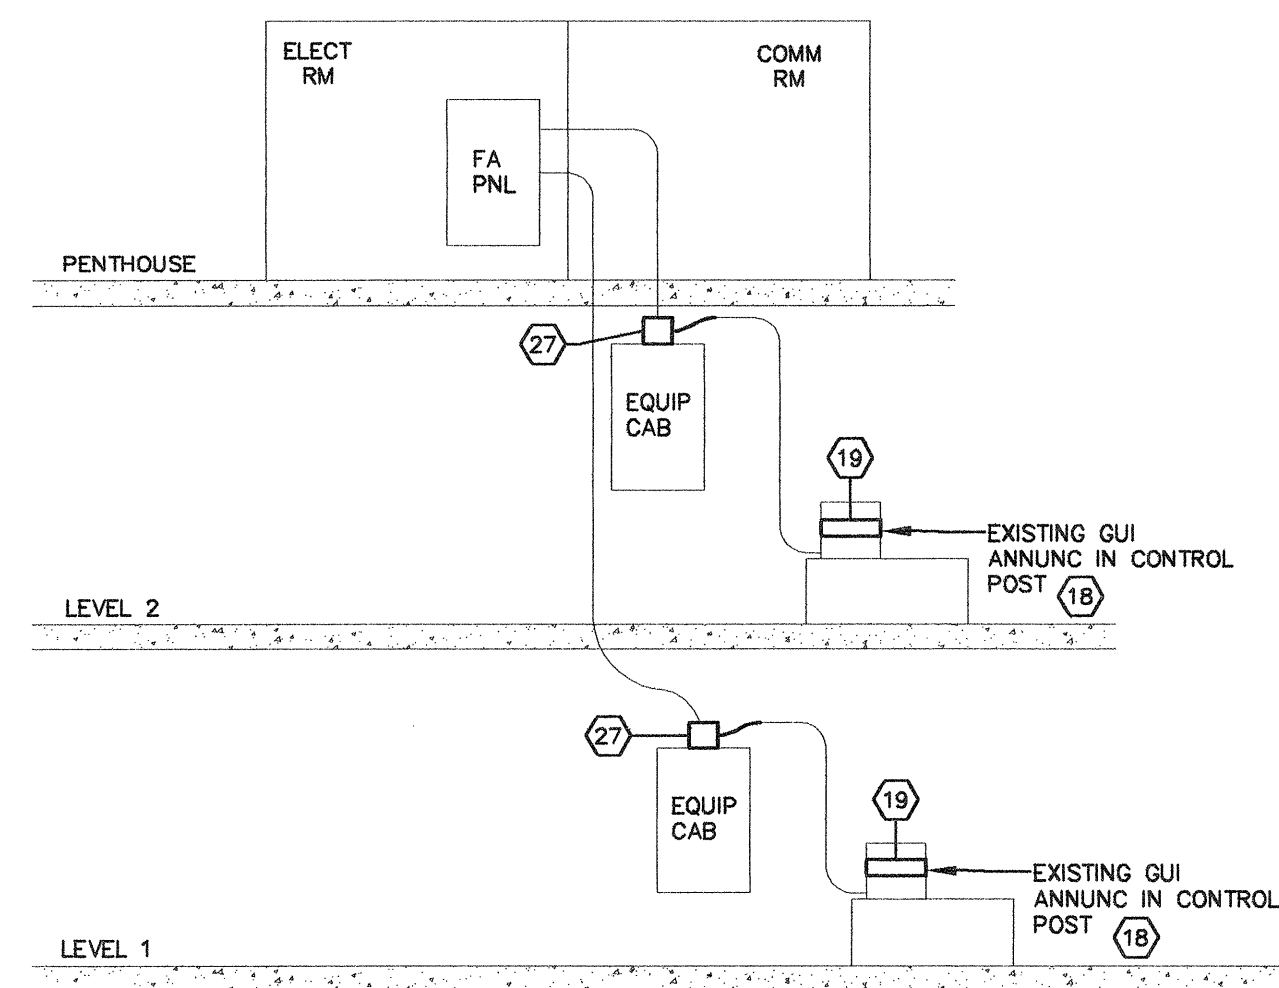 ELECT
RM
COMM
RM
FA
PNL
PENTHOUSE
27
EQUIP
CAB
19
EXISTING GUI
ANNUNC IN CONTROL
POST 18
LEVEL 2
27
EQUIP
CAB
19
EXISTING GUI
ANNUNC IN CONTROL
POST 18
LEVEL 1